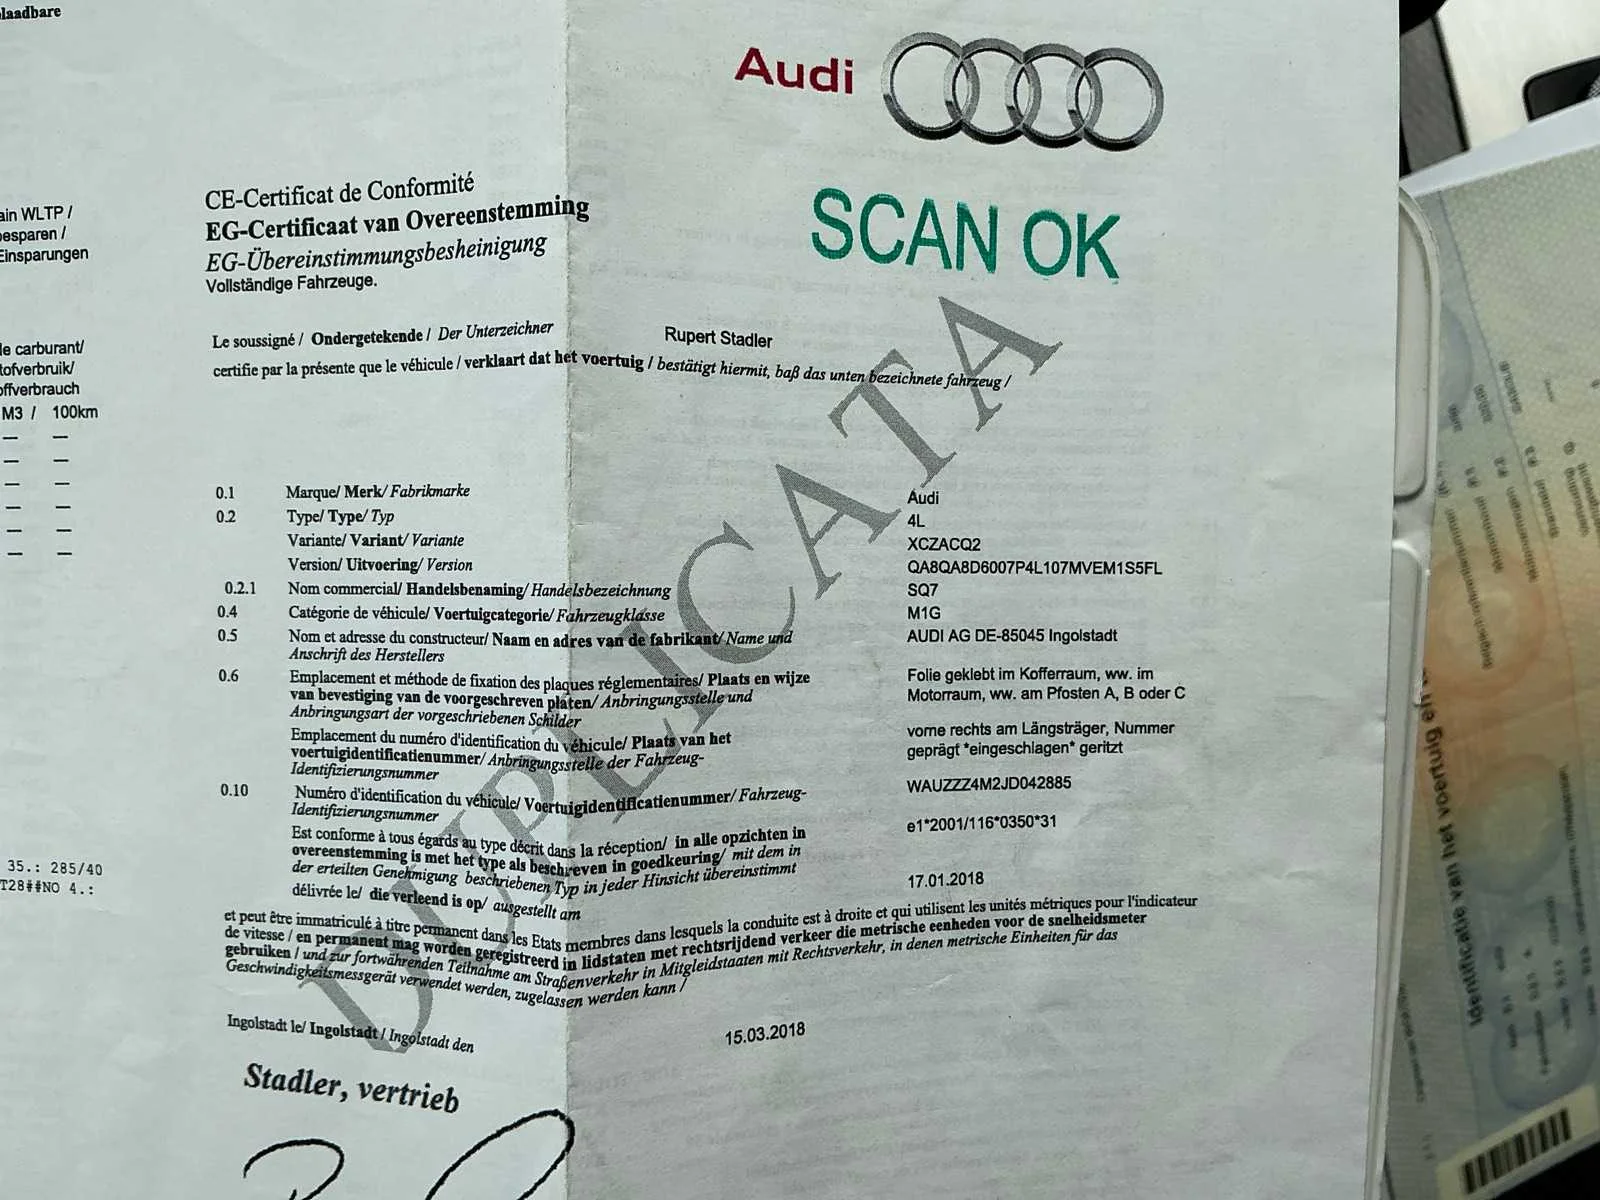 laadbare
Audi
SCAN OK
ain WLTP /
besparen /
Einsparungen
le carburant/
tofverbruik/
offverbrauch
M3 / 100km
— —
— —
— —
— —
— —
— —
35.: 285/40
T28##NO 4.:
CE-Certificat de Conformité
EG-Certificaat van Overeenstemming
EG-Übereinstimmungsbesheinigung
Vollständige Fahrzeuge.
Le soussigné / Ondergetekende / Der Unterzeichner Rupert Stadler
certifie par la présente que le véhicule / verklaart dat het voertuig / bestätigt hiermit, baß das unten bezeichnete fahrzeug /
DUPLICATA
0.1 Marque/ Merk/ Fabrikmarke Audi
0.2 Type/ Type/ Typ 4L
Variante/ Variant/ Variante XCZACQ2
Version/ Uitvoering/ Version QA8QA8D6007P4L107MVEM1S5FL
0.2.1 Nom commercial/ Handelsbenaming/ Handelsbezeichnung SQ7
0.4 Catégorie de véhicule/ Voertuigcategorie/ Fahrzeugklasse M1G
0.5 Nom et adresse du constructeur/ Naam en adres van de fabrikant/ Name und AUDI AG DE-85045 Ingolstadt
Anschrift des Herstellers
0.6 Emplacement et méthode de fixation des plaques réglementaires/ Plaats en wijze Folie geklebt im Kofferraum, ww. im
van bevestiging van de voorgeschreven platen/ Anbringungsstelle und Motorraum, ww. am Pfosten A, B oder C
Anbringungsart der vorgeschriebenen Schilder
Emplacement du numéro d'identification du véhicule/ Plaats van het vorne rechts am Längsträger, Nummer
voertuigidentificatienummer/ Anbringungsstelle der Fahrzeug- geprägt *eingeschlagen* geritzt
Identifizierungsnummer
0.10 Numéro d'identification du véhicule/ Voertuigidentificatienummer/ Fahrzeug- WAUZZZ4M2JD042885
Identifizierungsnummer
Est conforme à tous égards au type décrit dans la réception/ in alle opzichten in e1*2001/116*0350*31
overeenstemming is met het type als beschreven in goedkeuring/ mit dem in
der erteilten Genehmigung beschriebenen Typ in jeder Hinsicht übereinstimmt
délivrée le/ die verleend is op/ ausgestellt am 17.01.2018
et peut être immatriculé à titre permanent dans les Etats membres dans lesquels la conduite est à droite et qui utilisent les unités métriques pour l'indicateur
de vitesse / en permanent mag worden geregistreerd in lidstaten met rechtsrijdend verkeer die metrische eenheden voor de snelheidsmeter
gebruiken / und zur fortwährenden Teilnahme am Straßenverkehr in Mitgleidstaaten mit Rechtsverkehr, in denen metrische Einheiten für das
Geschwindigkeitsmessgerät verwendet werden, zugelassen werden kann /
Ingolstadt le/ Ingolstadt / Ingolstadt den 15.03.2018
Stadler, vertrieb
Identificatie van het voertuig en